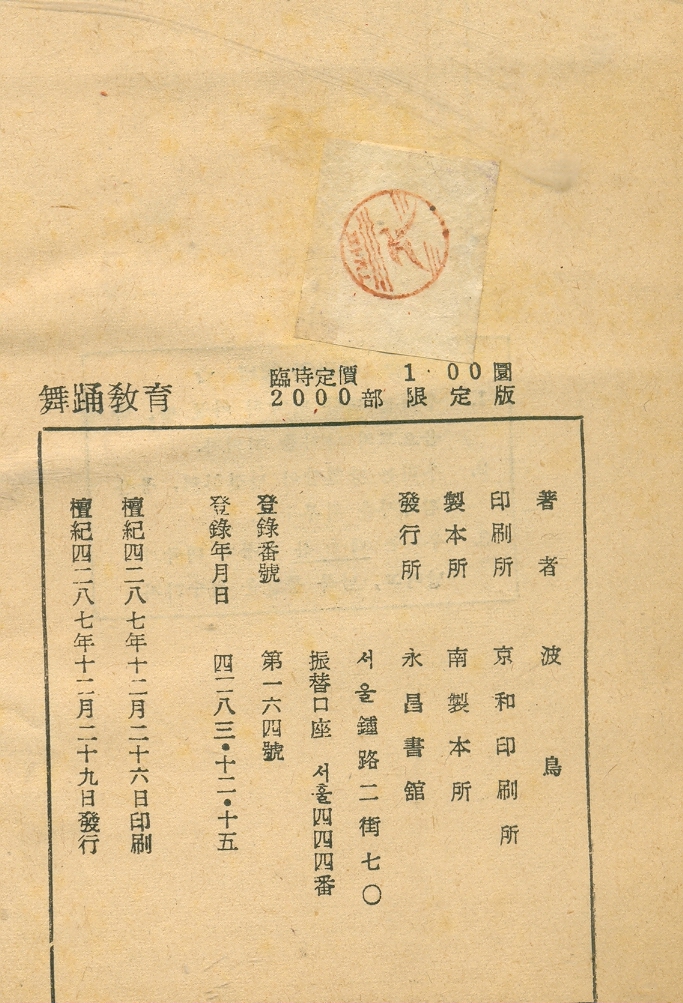 舞踊敎育
臨時定價 1·00圜
2000部 限定版
著者 波鳥
印刷所 京和印刷所
製本所 南製本所
發行所 永昌書舘
서울鍾路二街七〇
振替口座 서울四四四番
登錄番號 第一六四號
登錄年月日 四二八三・十二・十五
檀紀四二八七年十二月二十六日印刷
檀紀四二八七年十二月二十九日發行